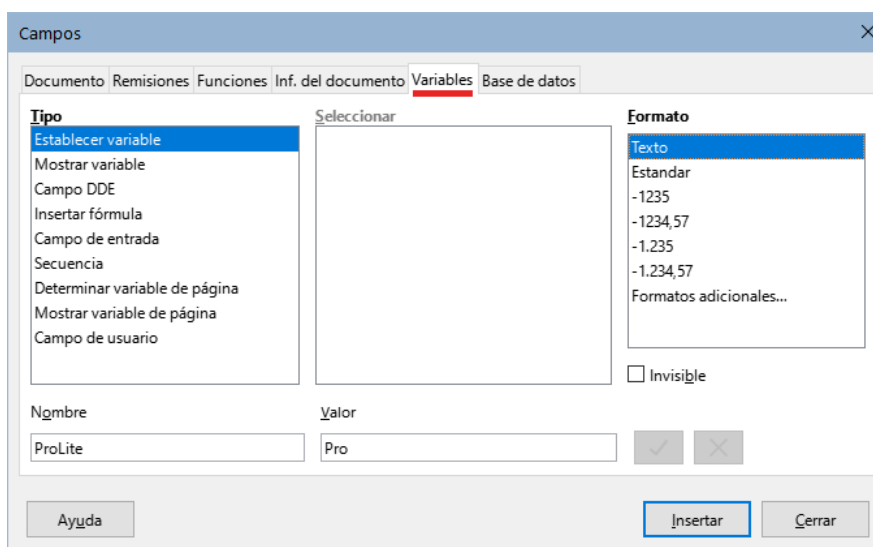 Campos
Documento Remisiones Funciones Inf. del documento Variables Base de datos
Tipo
Establecer variable
Mostrar variable
Campo DDE
Insertar fórmula
Campo de entrada
Secuencia
Determinar variable de página
Mostrar variable de página
Campo de usuario
Seleccionar
Formato
Texto
Estandar
-1235
-1234,57
-1.235
-1.234,57
Formatos adicionales...
Invisible
Nombre
ProLite
Valor
Pro
Ayuda
Insertar
Cerrar